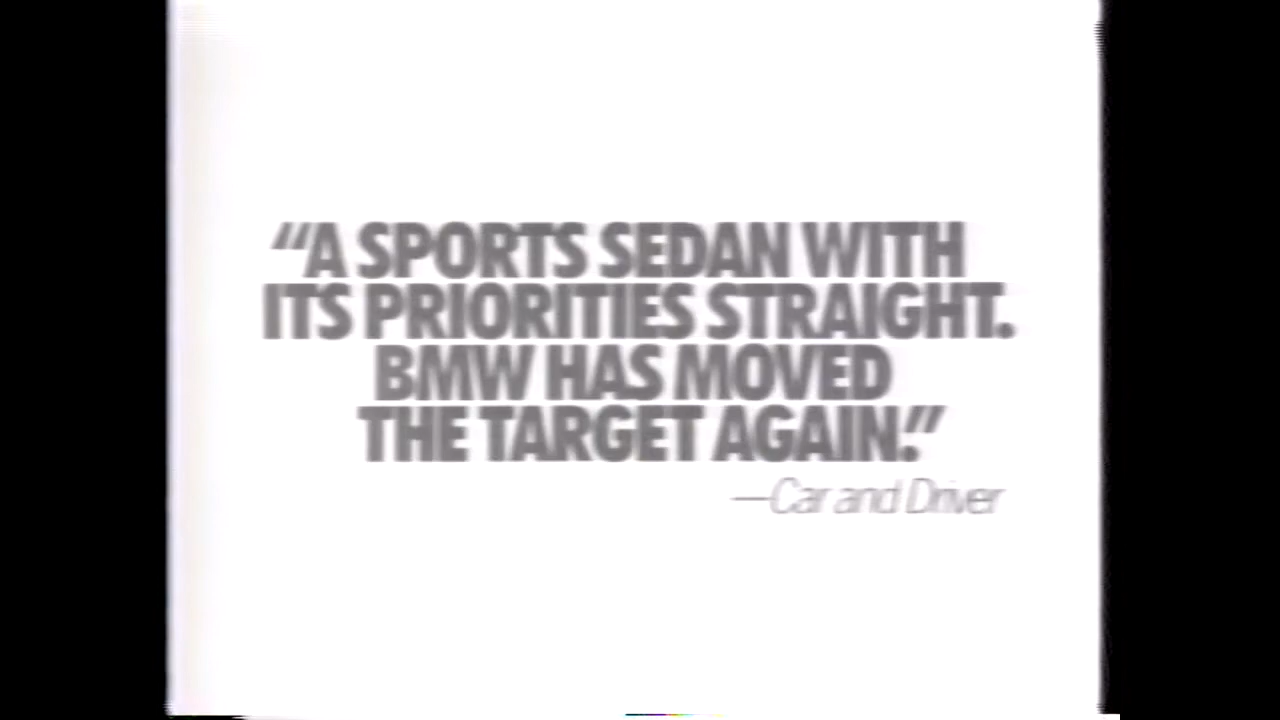 “A SPORTS SEDAN WITH
ITS PRIORITIES STRAIGHT.
BMW HAS MOVED
THE TARGET AGAIN.”
—Car and Driver